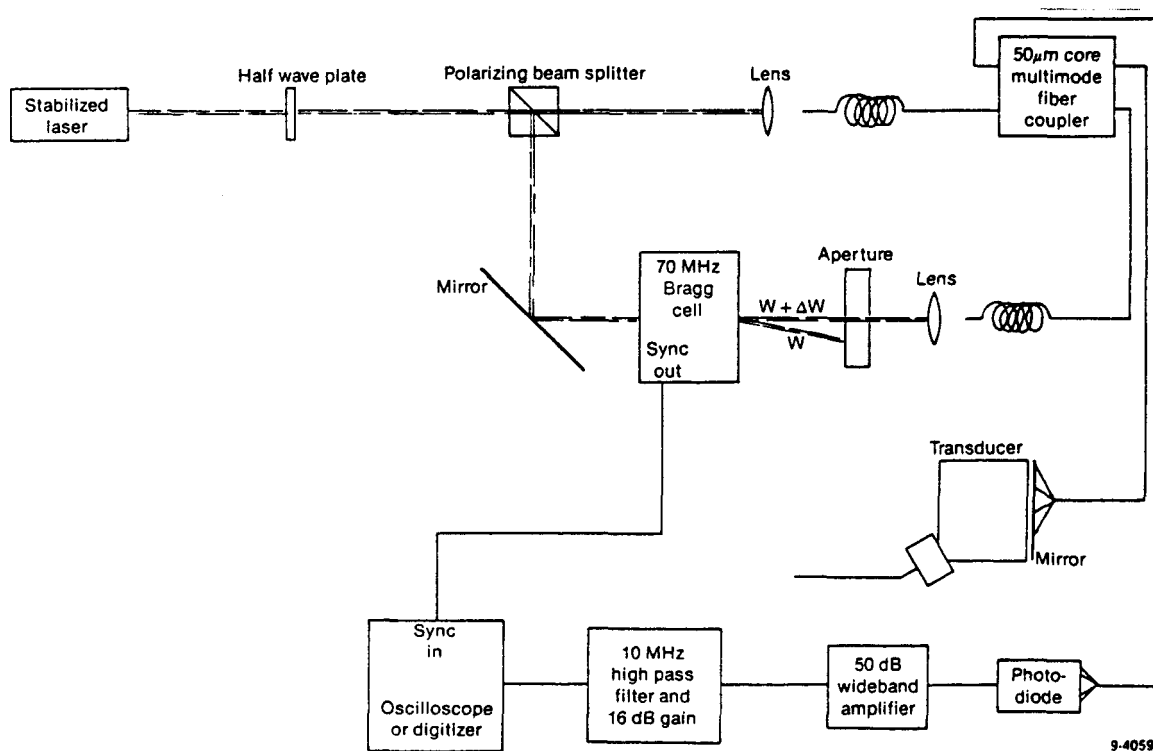 Stabilized
laser
Half wave plate
Polarizing beam splitter
Lens
50μm core
multimode
fiber
coupler
Mirror
70 MHz
Bragg
cell
Sync
out
W + ΔW
W
Aperture
Lens
Transducer
Mirror
Sync
in
Oscilloscope
or digitizer
10 MHz
high pass
filter and
16 dB gain
50 dB
wideband
amplifier
Photo-
diode
9-4059